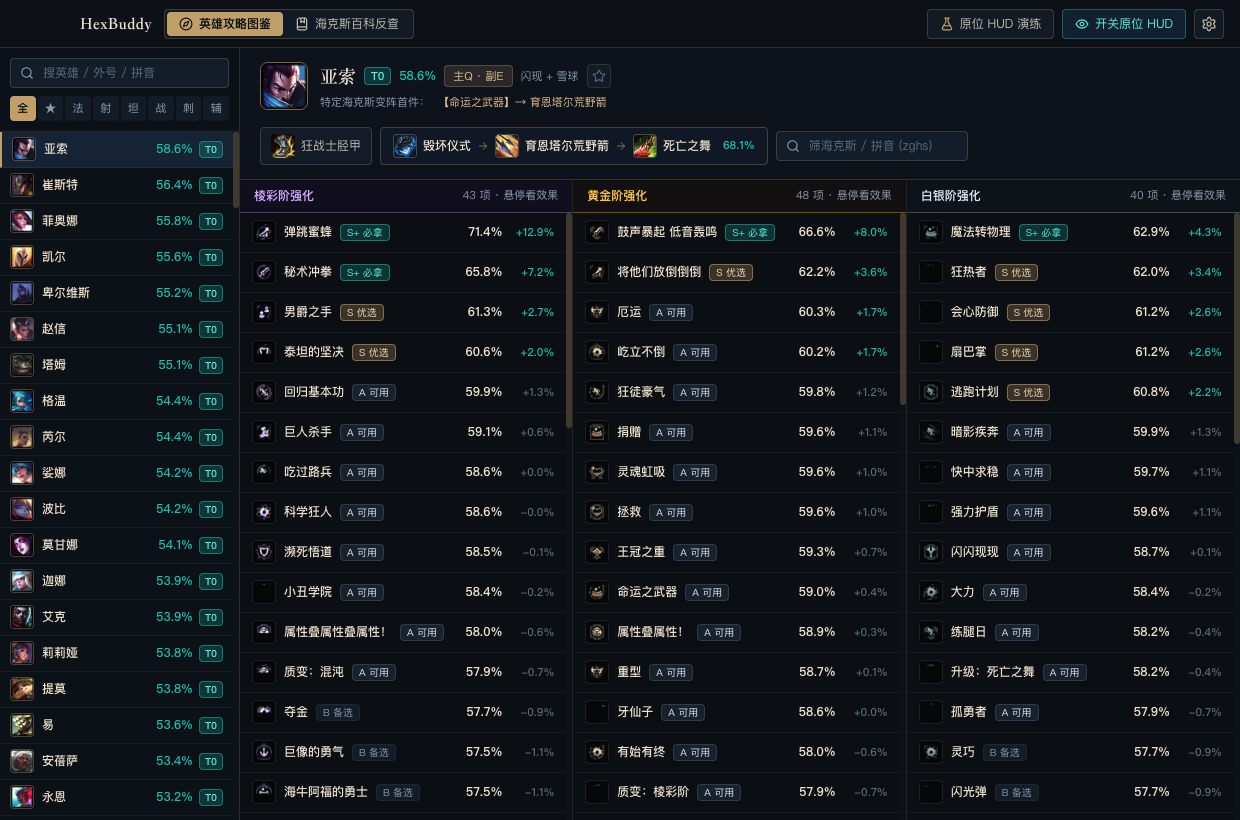 HexBuddy 英雄攻略图鉴 海克斯百科反查 原位 HUD 演练 开关原位 HUD
搜英雄 / 外号 / 拼音
全 ★ 法 射 坦 战 刺 辅
亚索 58.6% T0
崔斯特 56.4% T0
菲奥娜 55.8% T0
凯尔 55.6% T0
卑尔维斯 55.2% T0
赵信 55.1% T0
塔姆 55.1% T0
格温 54.4% T0
芮尔 54.4% T0
娑娜 54.2% T0
波比 54.2% T0
莫甘娜 54.1% T0
迦娜 53.9% T0
艾克 53.9% T0
莉莉娅 53.8% T0
提莫 53.8% T0
易 53.6% T0
安蓓萨 53.4% T0
永恩 53.2% T0
亚索 T0 58.6% 主Q · 副E 闪现 + 雪球
特定海克斯变阵首件： 【命运之武器】→ 育恩塔尔荒野箭
狂战士胫甲 毁坏仪式 → 育恩塔尔荒野箭 → 死亡之舞 68.1% 筛海克斯 / 拼音 (zghs)
棱彩阶强化 43 项 · 悬停看效果
弹跳蜜蜂 S+ 必拿 71.4% +12.9%
秘术冲拳 S+ 必拿 65.8% +7.2%
男爵之手 S 优选 61.3% +2.7%
泰坦的坚决 S 优选 60.6% +2.0%
回归基本功 A 可用 59.9% +1.3%
巨人杀手 A 可用 59.1% +0.6%
吃过路兵 A 可用 58.6% +0.0%
科学狂人 A 可用 58.6% −0.0%
濒死悟道 A 可用 58.5% −0.1%
小丑学院 A 可用 58.4% −0.2%
属性叠属性叠属性！ A 可用 58.0% −0.6%
质变：混沌 A 可用 57.9% −0.7%
夺金 B 备选 57.7% −0.9%
巨像的勇气 B 备选 57.5% −1.1%
海牛阿福的勇士 B 备选 57.5% −1.1%
黄金阶强化 48 项 · 悬停看效果
鼓声暴起 低音轰鸣 S+ 必拿 66.6% +8.0%
将他们放倒倒倒 S 优选 62.2% +3.6%
厄运 A 可用 60.3% +1.7%
屹立不倒 A 可用 60.2% +1.7%
狂徒豪气 A 可用 59.8% +1.2%
捐赠 A 可用 59.6% +1.1%
灵魂虹吸 A 可用 59.6% +1.0%
拯救 A 可用 59.6% +1.0%
王冠之重 A 可用 59.3% +0.7%
命运之武器 A 可用 59.0% +0.4%
属性叠属性！ A 可用 58.9% +0.3%
重型 A 可用 58.7% +0.1%
牙仙子 A 可用 58.6% +0.0%
有始有终 A 可用 58.0% −0.6%
质变：棱彩阶 A 可用 57.9% −0.7%
白银阶强化 40 项 · 悬停看效果
魔法转物理 S+ 必拿 62.9% +4.3%
狂热者 S 优选 62.0% +3.4%
会心防御 S 优选 61.2% +2.6%
扇巴掌 S 优选 61.2% +2.6%
逃跑计划 S 优选 60.8% +2.2%
暗影疾奔 A 可用 59.9% +1.3%
快中求稳 A 可用 59.7% +1.1%
强力护盾 A 可用 59.6% +1.1%
闪闪现现 A 可用 58.7% +0.1%
大力 A 可用 58.4% −0.2%
练腿日 A 可用 58.2% −0.4%
升级：死亡之舞 A 可用 58.2% −0.4%
孤勇者 A 可用 57.9% −0.7%
灵巧 B 备选 57.7% −0.9%
闪光弹 B 备选 57.7% −0.9%